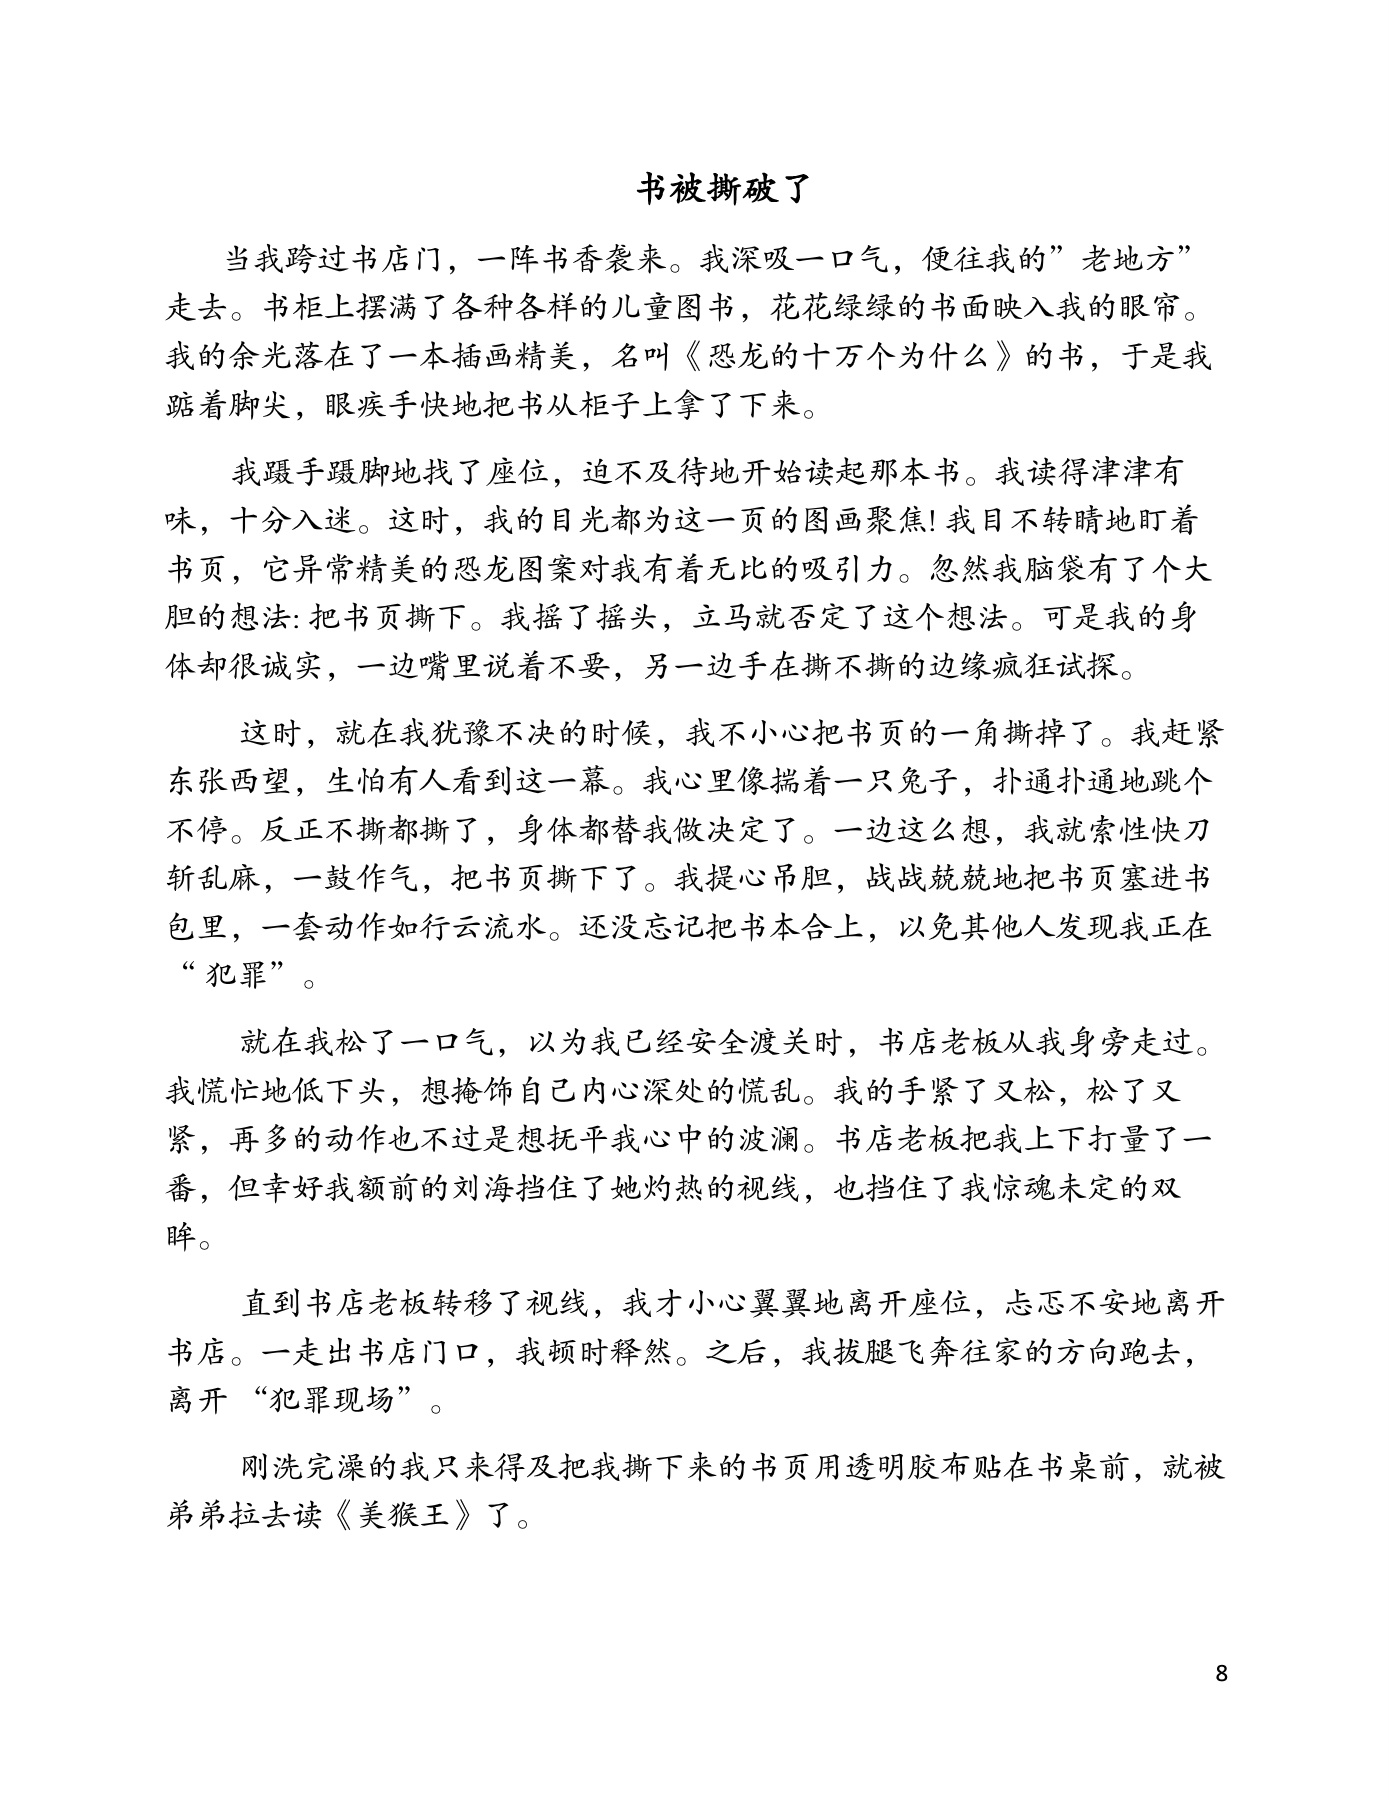 书被撕破了
当我跨过书店门，一阵书香袭来。我深吸一口气，便往我的”老地方”
走去。书柜上摆满了各种各样的儿童图书，花花绿绿的书面映入我的眼帘。
我的余光落在了一本插画精美，名叫《恐龙的十万个为什么》的书，于是我
踮着脚尖，眼疾手快地把书从柜子上拿了下来。
我蹑手蹑脚地找了座位，迫不及待地开始读起那本书。我读得津津有
味，十分入迷。这时，我的目光都为这一页的图画聚焦! 我目不转睛地盯着
书页，它异常精美的恐龙图案对我有着无比的吸引力。忽然我脑袋有了个大
胆的想法: 把书页撕下。我摇了摇头，立马就否定了这个想法。可是我的身
体却很诚实，一边嘴里说着不要，另一边手在撕不撕的边缘疯狂试探。
这时，就在我犹豫不决的时候，我不小心把书页的一角撕掉了。我赶紧
东张西望，生怕有人看到这一幕。我心里像揣着一只兔子，扑通扑通地跳个
不停。反正不撕都撕了，身体都替我做决定了。一边这么想，我就索性快刀
斩乱麻，一鼓作气，把书页撕下了。我提心吊胆，战战兢兢地把书页塞进书
包里，一套动作如行云流水。还没忘记把书本合上，以免其他人发现我正在
“ 犯罪”。
就在我松了一口气，以为我已经安全渡关时，书店老板从我身旁走过。
我慌忙地低下头，想掩饰自己内心深处的慌乱。我的手紧了又松，松了又
紧，再多的动作也不过是想抚平我心中的波澜。书店老板把我上下打量了一
番，但幸好我额前的刘海挡住了她灼热的视线，也挡住了我惊魂未定的双
眸。
直到书店老板转移了视线，我才小心翼翼地离开座位，忐忑不安地离开
书店。一走出书店门口，我顿时释然。之后，我拔腿飞奔往家的方向跑去，
离开 “犯罪现场”。
刚洗完澡的我只来得及把我撕下来的书页用透明胶布贴在书桌前，就被
弟弟拉去读《美猴王》了。
8